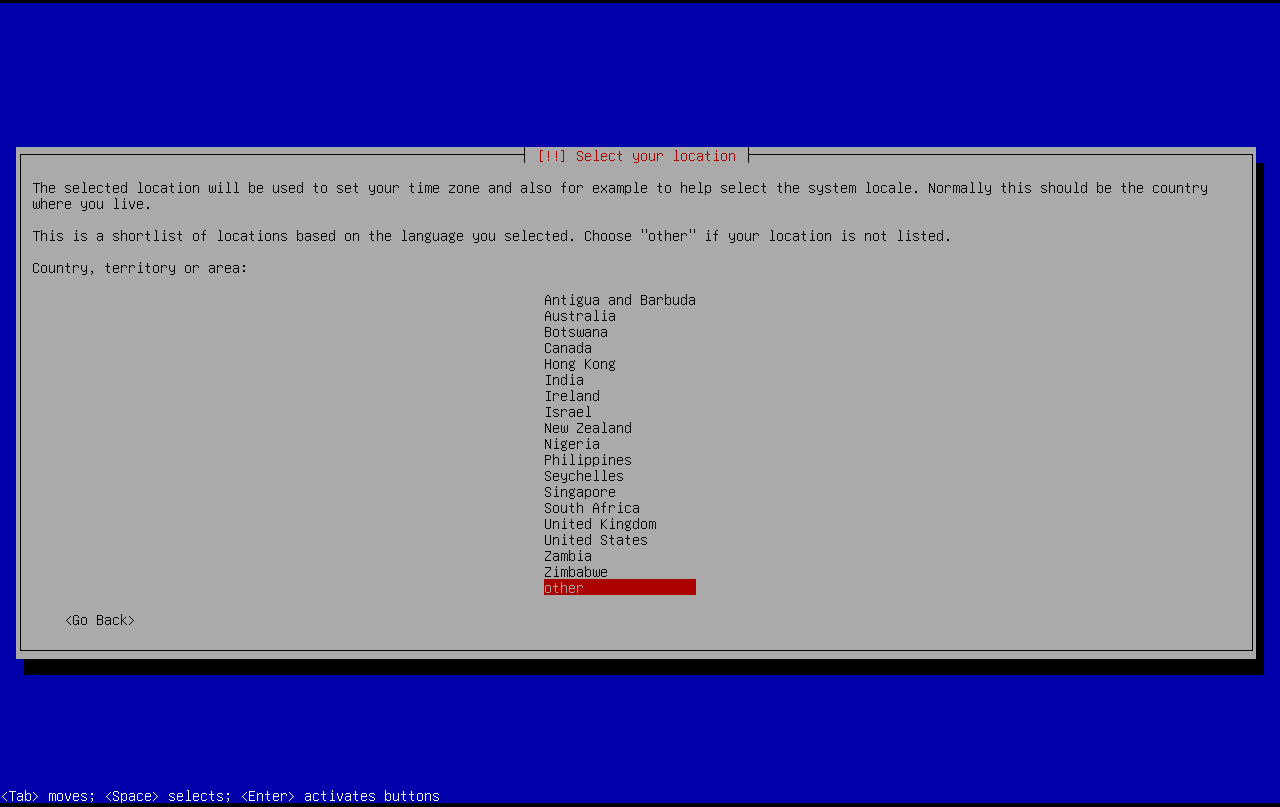 [!!] Select your location
The selected location will be used to set your time zone and also for example to help select the system locale. Normally this should be the country
where you live.
This is a shortlist of locations based on the language you selected. Choose "other" if your location is not listed.
Country, territory or area:
Antigua and Barbuda
Australia
Botswana
Canada
Hong Kong
India
Ireland
Israel
New Zealand
Nigeria
Philippines
Seychelles
Singapore
South Africa
United Kingdom
United States
Zambia
Zimbabwe
other
<Go Back>
<Tab> moves; <Space> selects; <Enter> activates buttons